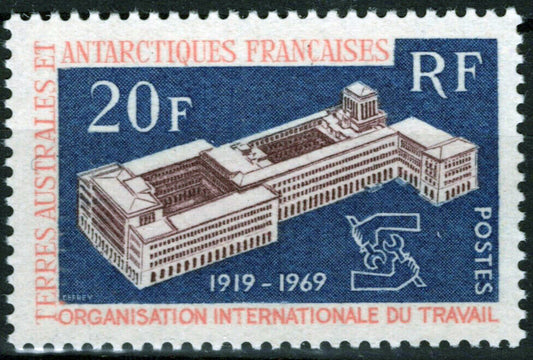 TERRES AUSTRALES ET
ANTARCTIQUES FRANÇAISES
RF
20F
POSTES
1919 - 1969
ORGANISATION INTERNATIONALE DU TRAVAIL